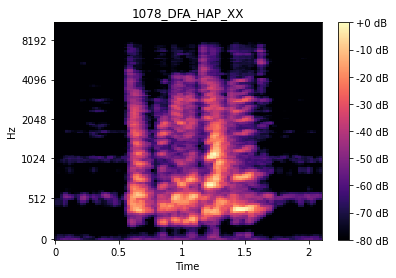 1078_DFA_HAP_XX
Hz
8192
4096
2048
1024
512
0
0
0.5
1
1.5
2
Time
+0 dB
-10 dB
-20 dB
-30 dB
-40 dB
-50 dB
-60 dB
-70 dB
-80 dB